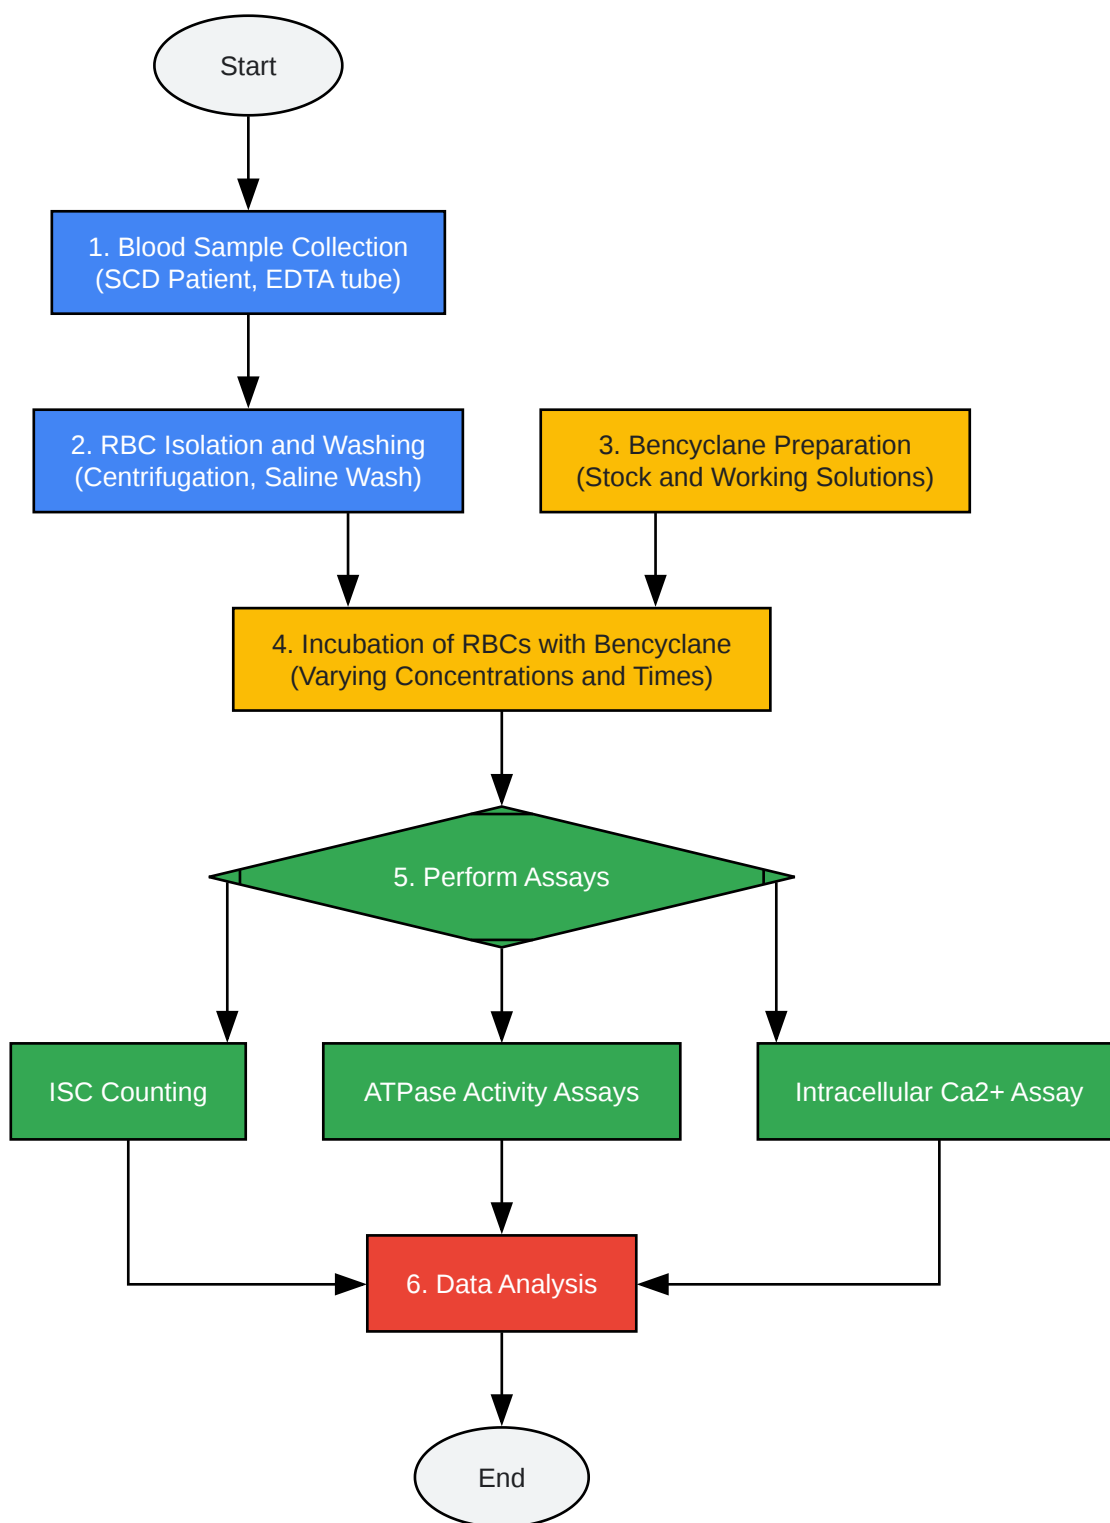 Start
1. Blood Sample Collection
(SCD Patient, EDTA tube)
2. RBC Isolation and Washing
(Centrifugation, Saline Wash)
3. Bencyclane Preparation
(Stock and Working Solutions)
4. Incubation of RBCs with Bencyclane
(Varying Concentrations and Times)
5. Perform Assays
ISC Counting
ATPase Activity Assays
Intracellular Ca2+ Assay
6. Data Analysis
End